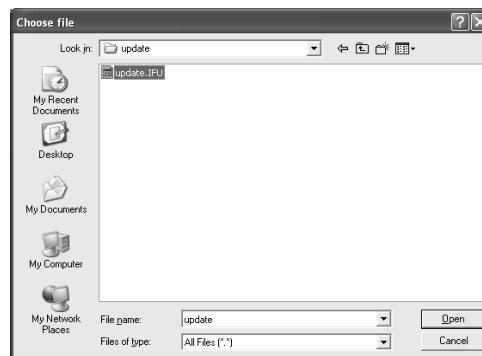 Choose file
Look in:
update
update.IFU
My Recent
Documents
Desktop
My Documents
My Computer
My Network
Places
File name:
update
Open
Files of type:
All Files (*.*)
Cancel